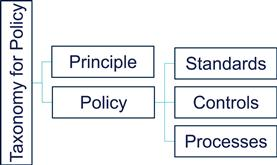 Taxonomy for Policy
Principle
Policy
Standards
Controls
Processes